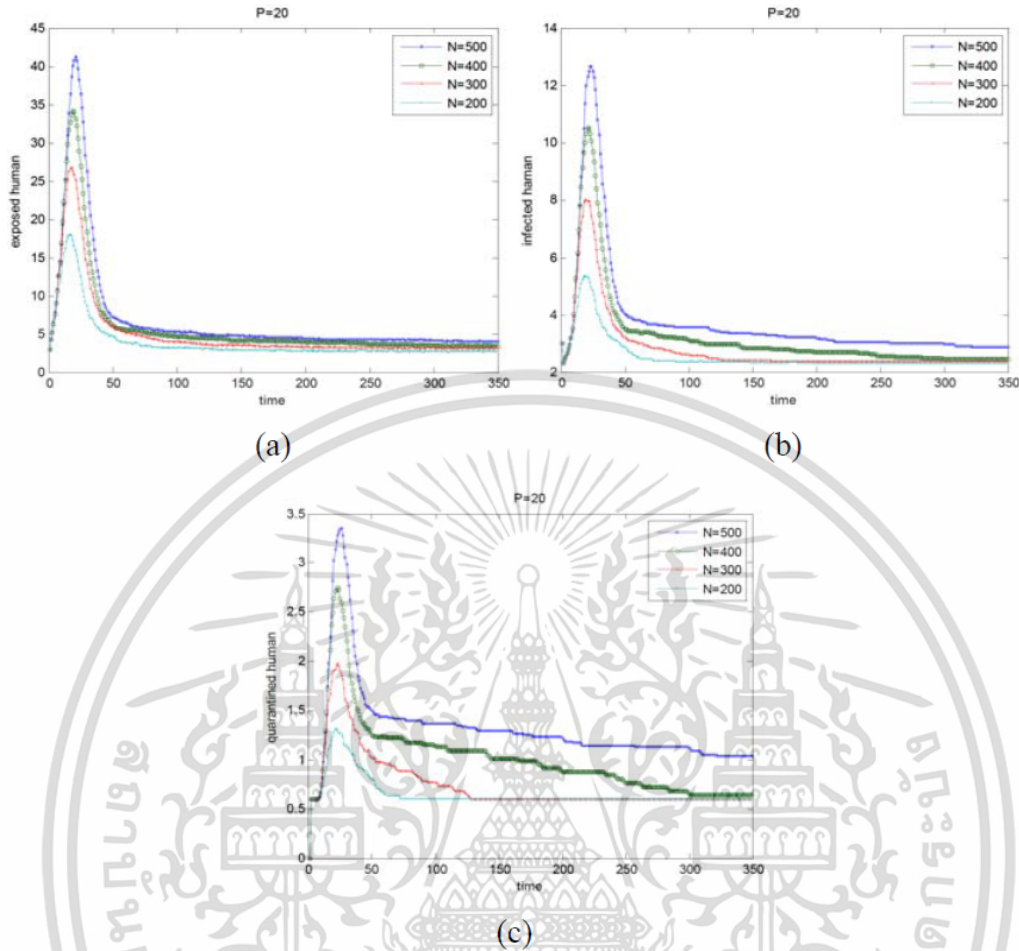 P=20
45
40
35
30
25
20
15
10
5
0
0 50 100 150 200 250 300 350
exposed human
time
N=500
N=400
N=300
N=200
(a)
P=20
14
12
10
8
6
4
2
0 50 100 150 200 250 300 350
infected haman
time
N=500
N=400
N=300
N=200
(b)
P=20
3.5
3
2.5
2
1.5
1
0.5
0
0 50 100 150 200 250 300 350
quarantined human
time
N=500
N=400
N=300
N=200
(c)